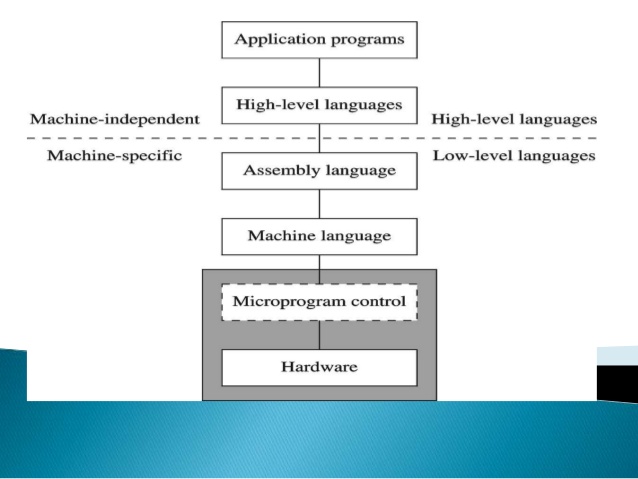 Application programs
High-level languages
Machine-independent
High-level languages
Machine-specific
Low-level languages
Assembly language
Machine language
Microprogram control
Hardware